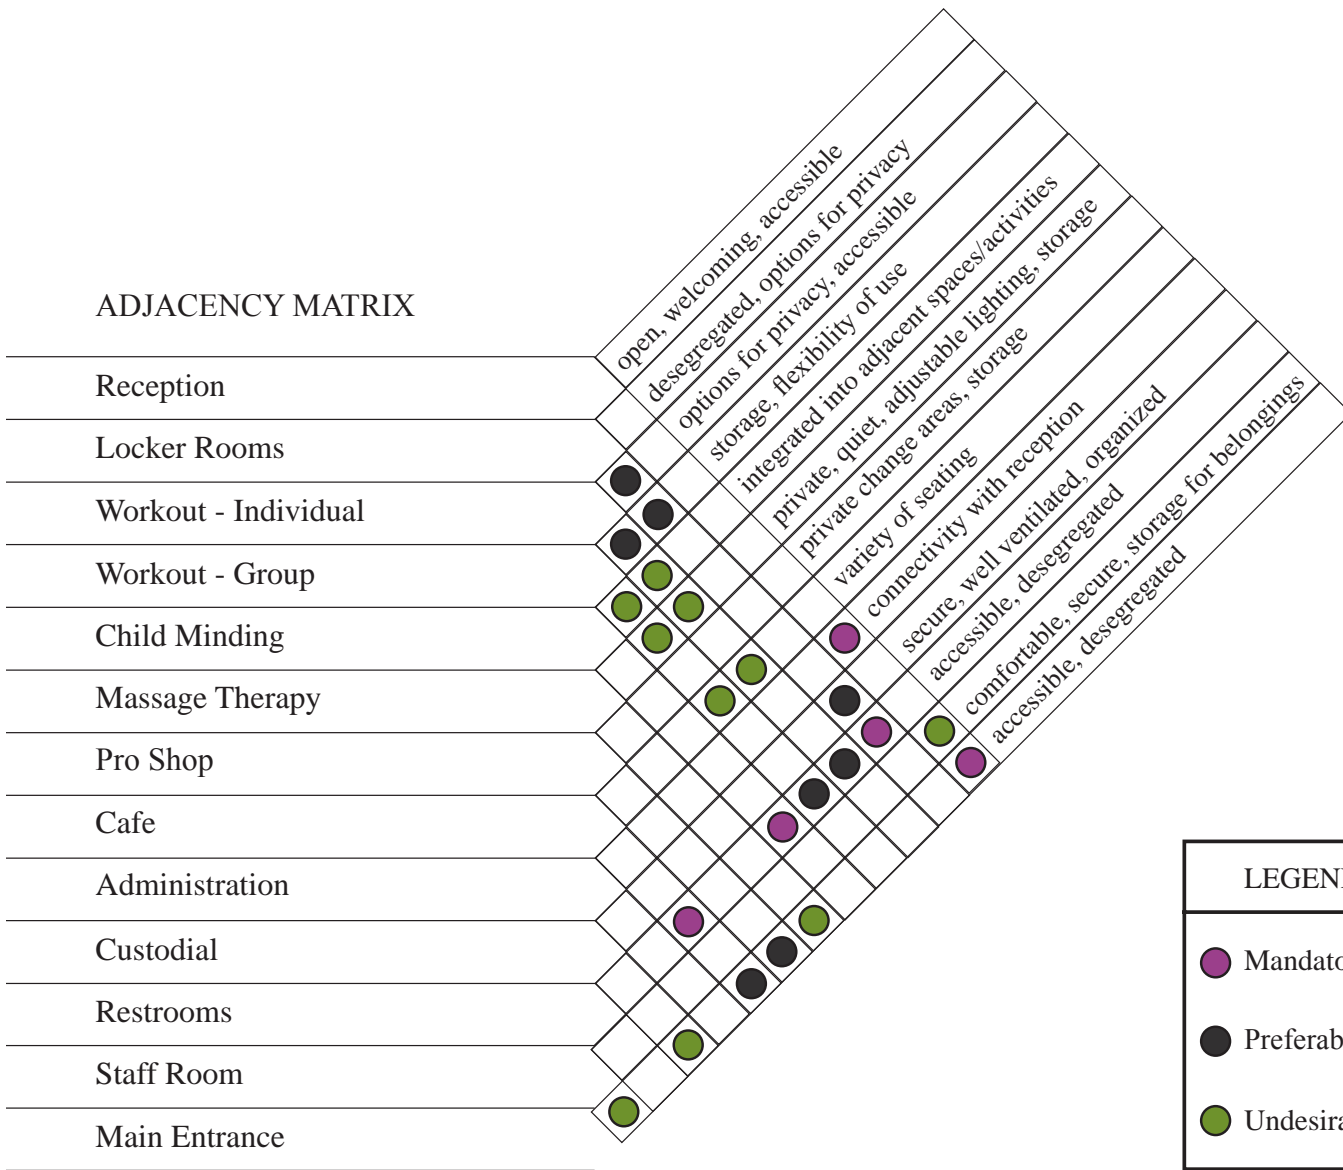 ADJACENCY MATRIX
Reception
Locker Rooms
Workout - Individual
Workout - Group
Child Minding
Massage Therapy
Pro Shop
Cafe
Administration
Custodial
Restrooms
Staff Room
Main Entrance
open, welcoming, accessible
desegregated, options for privacy
options for privacy, accessible
storage, flexibility of use
integrated into adjacent spaces/activities
private, quiet, adjustable lighting, storage
private change areas, storage
variety of seating
connectivity with reception
secure, well ventilated, organized
accessible, desegregated
comfortable, secure, storage for belongings
accessible, desegregated